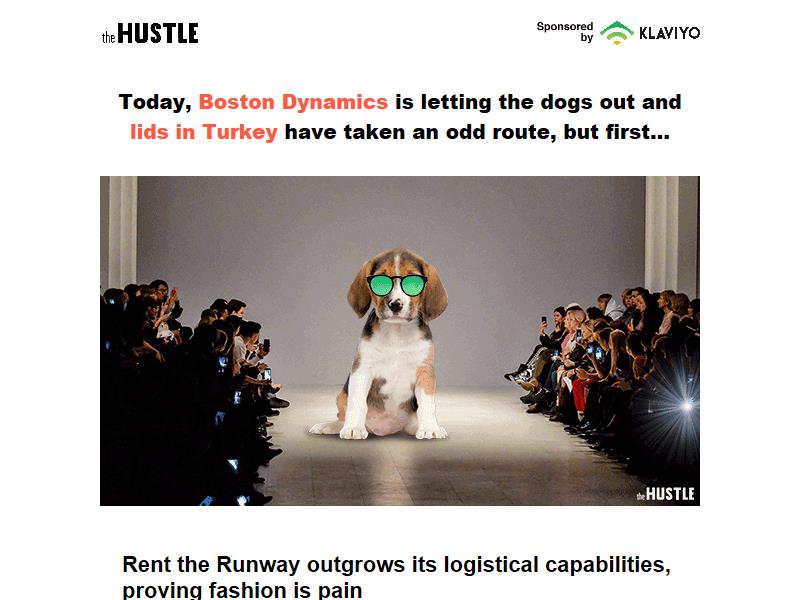 the HUSTLE
Sponsored
by
KLAVIYO
Today, Boston Dynamics is letting the dogs out and
lids in Turkey have taken an odd route, but first...
the HUSTLE
Rent the Runway outgrows its logistical capabilities,
proving fashion is pain